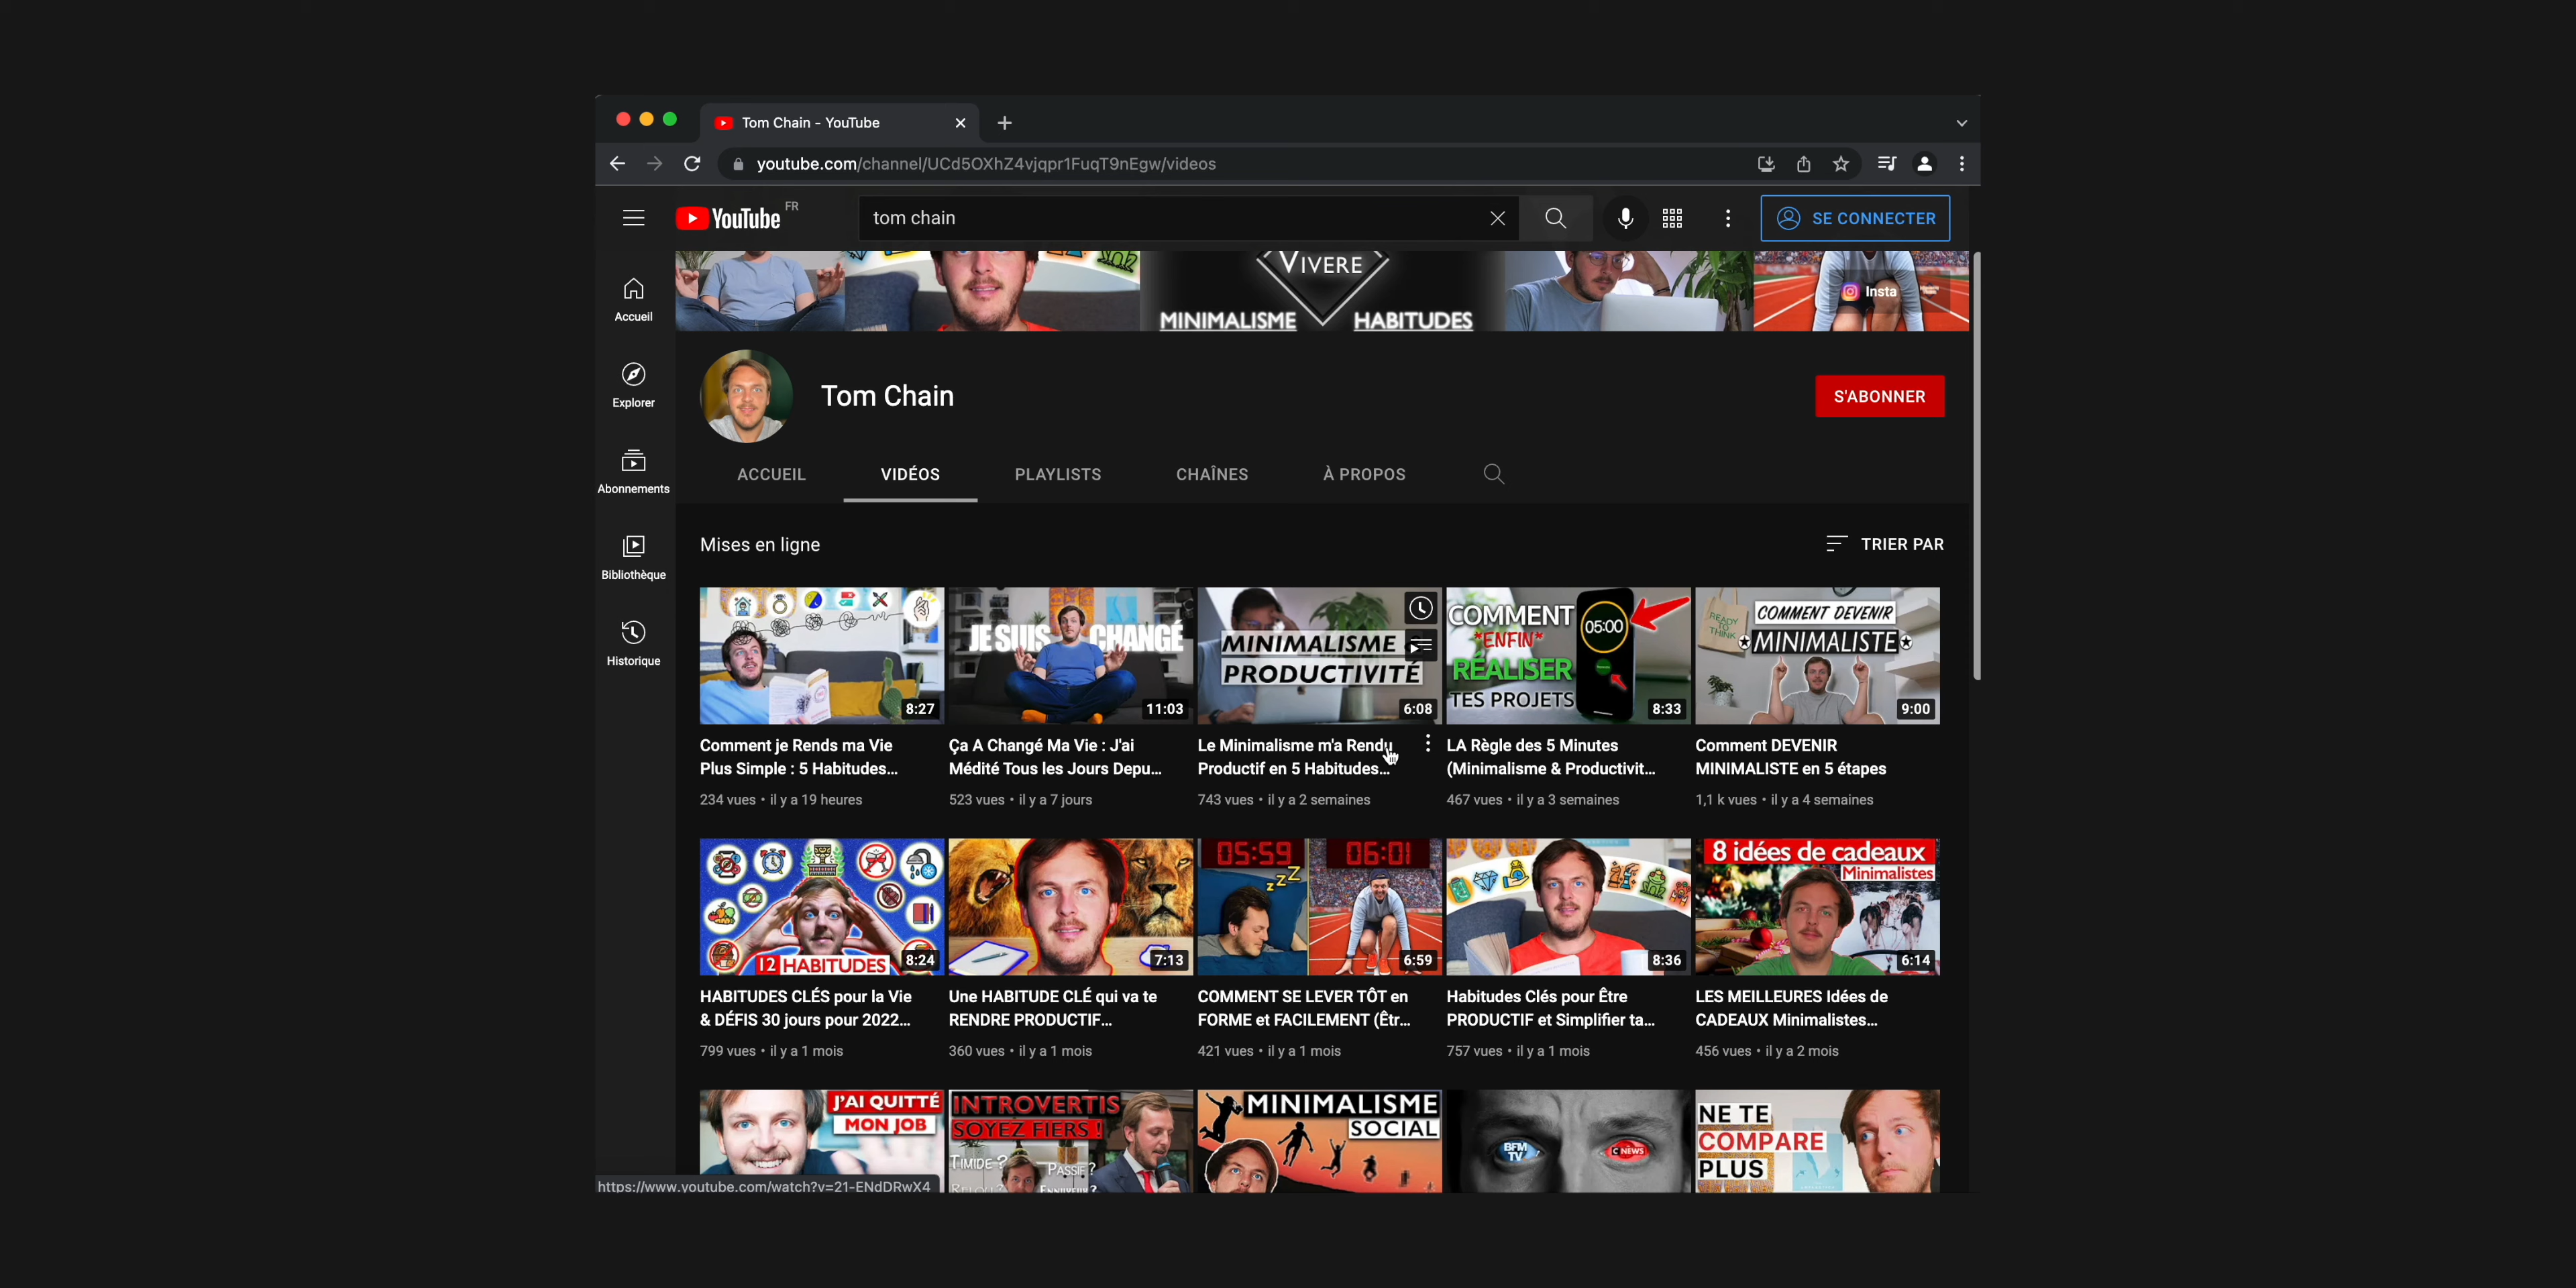 Tom Chain - YouTube
youtube.com/channel/UCd5OXhZ4vjqpr1FuqT9nEgw/videos
YouTube FR
tom chain
SE CONNECTER
VIVERE
MINIMALISME HABITUDES
Insta
Accueil
Explorer
Abonnements
Bibliothèque
Historique
Tom Chain
S'ABONNER
ACCUEIL VIDÉOS PLAYLISTS CHAÎNES À PROPOS
Mises en ligne
TRIER PAR
8:27
JE SUIS CHANGÉ
11:03
MINIMALISME
PRODUCTIVITÉ
6:08
COMMENT
*ENFIN*
RÉALISER
TES PROJETS
05:00
8:33
READY
TO
THINK
COMMENT DEVENIR
MINIMALISTE
9:00
Comment je Rends ma Vie
Plus Simple : 5 Habitudes...
234 vues • il y a 19 heures
Ça A Changé Ma Vie : J'ai
Médité Tous les Jours Depu...
523 vues • il y a 7 jours
Le Minimalisme m'a Rendu
Productif en 5 Habitudes...
743 vues • il y a 2 semaines
LA Règle des 5 Minutes
(Minimalisme & Productivit...
467 vues • il y a 3 semaines
Comment DEVENIR
MINIMALISTE en 5 étapes
1,1 k vues • il y a 4 semaines
12 HABITUDES
8:24
7:13
05:59
06:01
zzZ
6:59
8:36
8 idées de cadeaux
Minimalistes
6:14
HABITUDES CLÉS pour la Vie
& DÉFIS 30 jours pour 2022...
799 vues • il y a 1 mois
Une HABITUDE CLÉ qui va te
RENDRE PRODUCTIF...
360 vues • il y a 1 mois
COMMENT SE LEVER TÔT en
FORME et FACILEMENT (Êtr...
421 vues • il y a 1 mois
Habitudes Clés pour Être
PRODUCTIF et Simplifier ta...
757 vues • il y a 1 mois
LES MEILLEURES Idées de
CADEAUX Minimalistes...
456 vues • il y a 2 mois
J'AI QUITTÉ
MON JOB
INTROVERTIS
SOYEZ FIERS !
TIMIDE ?
PASSIF ?
RELOU ?
ENNUYEUX ?
MINIMALISME
SOCIAL
BFM
TV
CNEWS
NE TE
COMPARE
PLUS
https://www.youtube.com/watch?v=21-ENdDRwX4